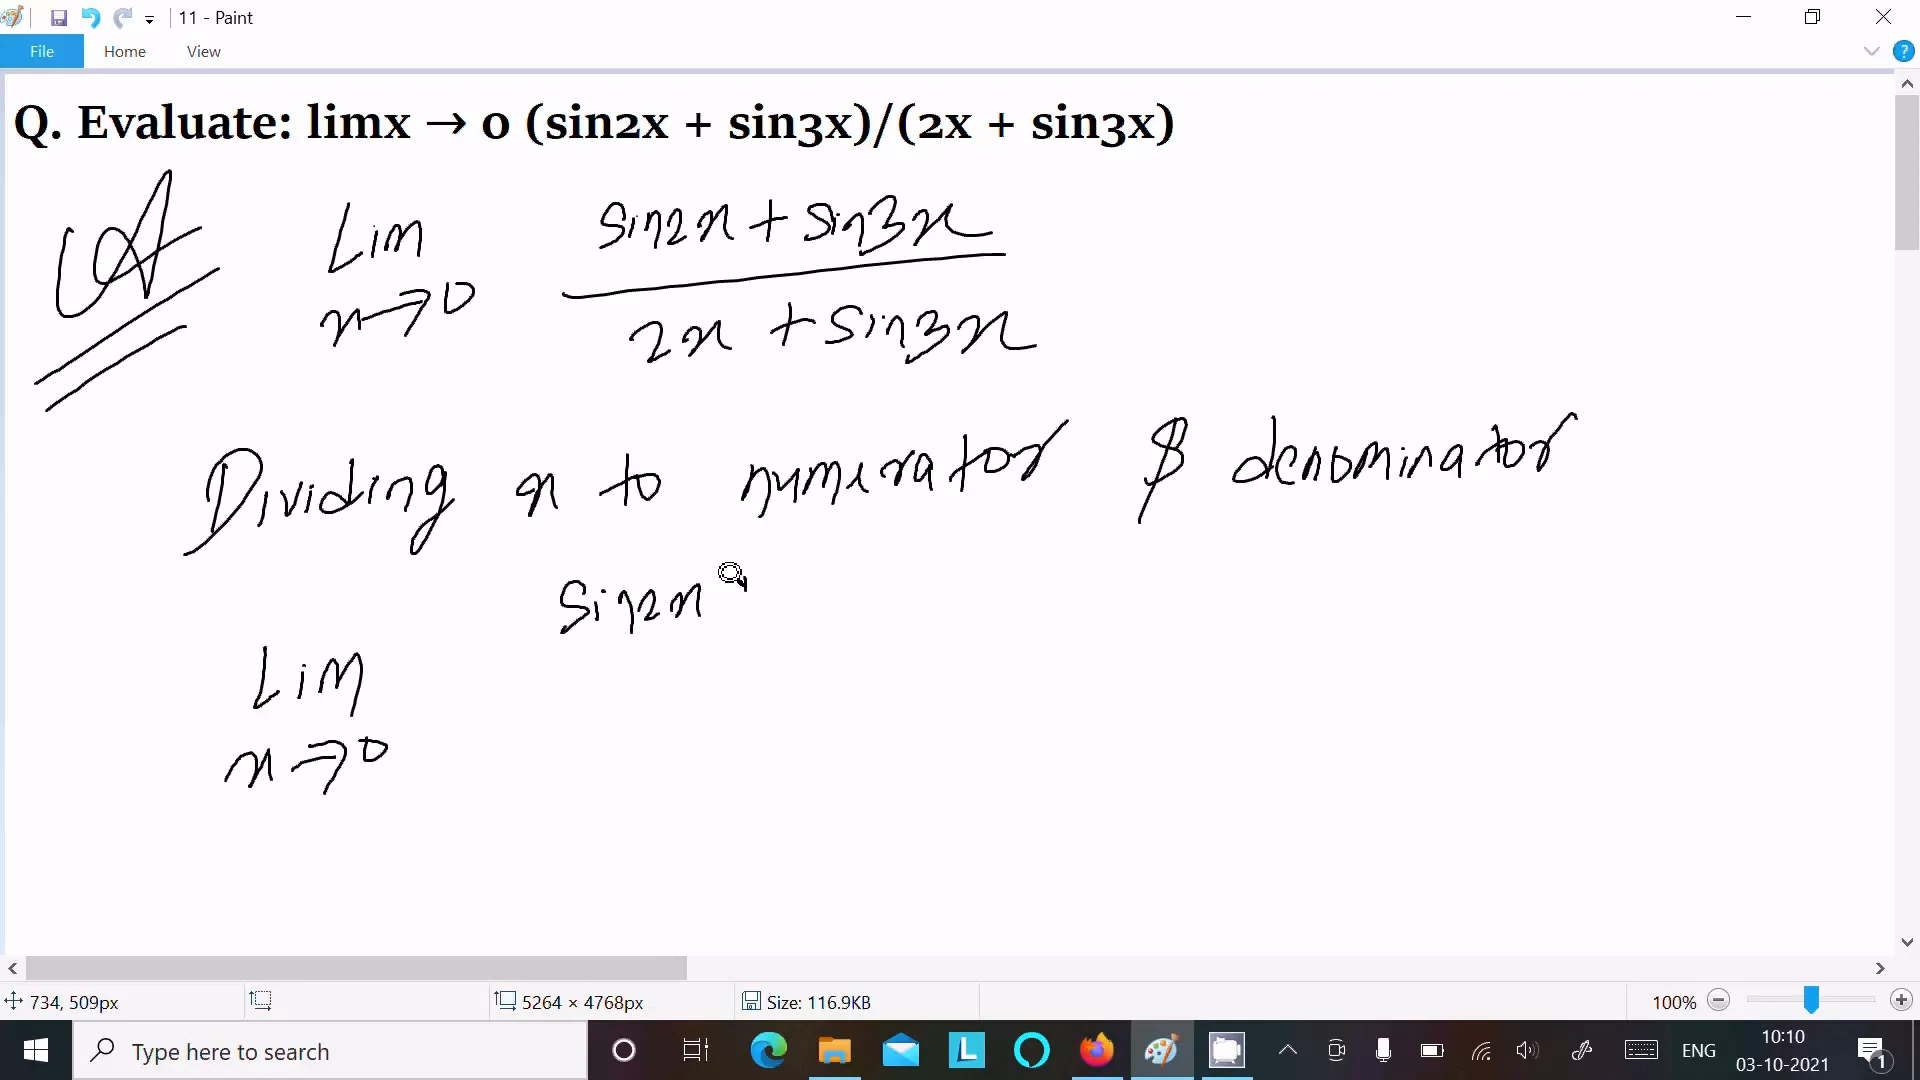 11 - Paint
File Home View
Q. Evaluate: limx → 0 (sin2x + sin3x)/(2x + sin3x)
Lim sin2x + sin3x
x→0 2x + sin3x
Dividing x to numerator & denominator
sin2x
Lim
x→0
734, 509px 5264 × 4768px Size: 116.9KB 100%
Type here to search L ENG 10:10
03-10-2021 1